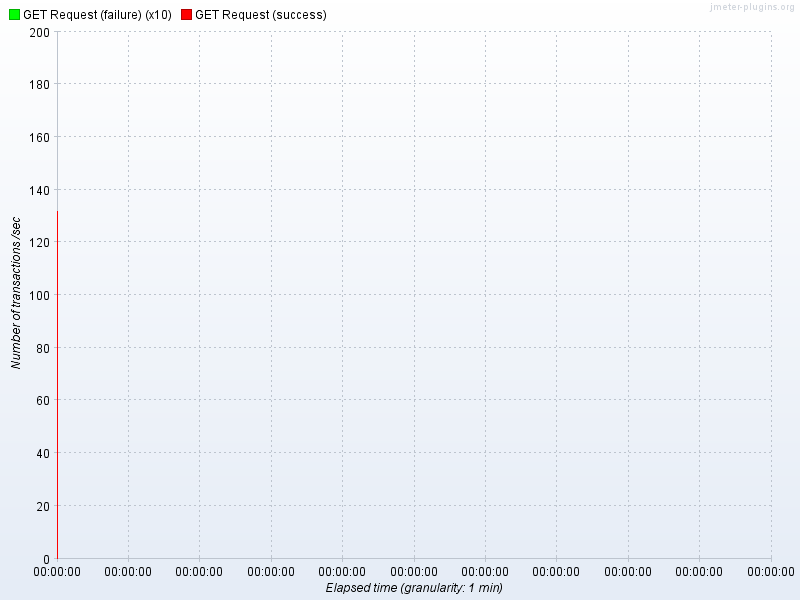 jmeter-plugins.org
GET Request (failure) (x10) GET Request (success)
200
180
160
140
120
100
80
60
40
20
0
Number of transactions /sec
00:00:00 00:00:00 00:00:00 00:00:00 00:00:00 00:00:00 00:00:00 00:00:00 00:00:00 00:00:00 00:00:00
Elapsed time (granularity: 1 min)